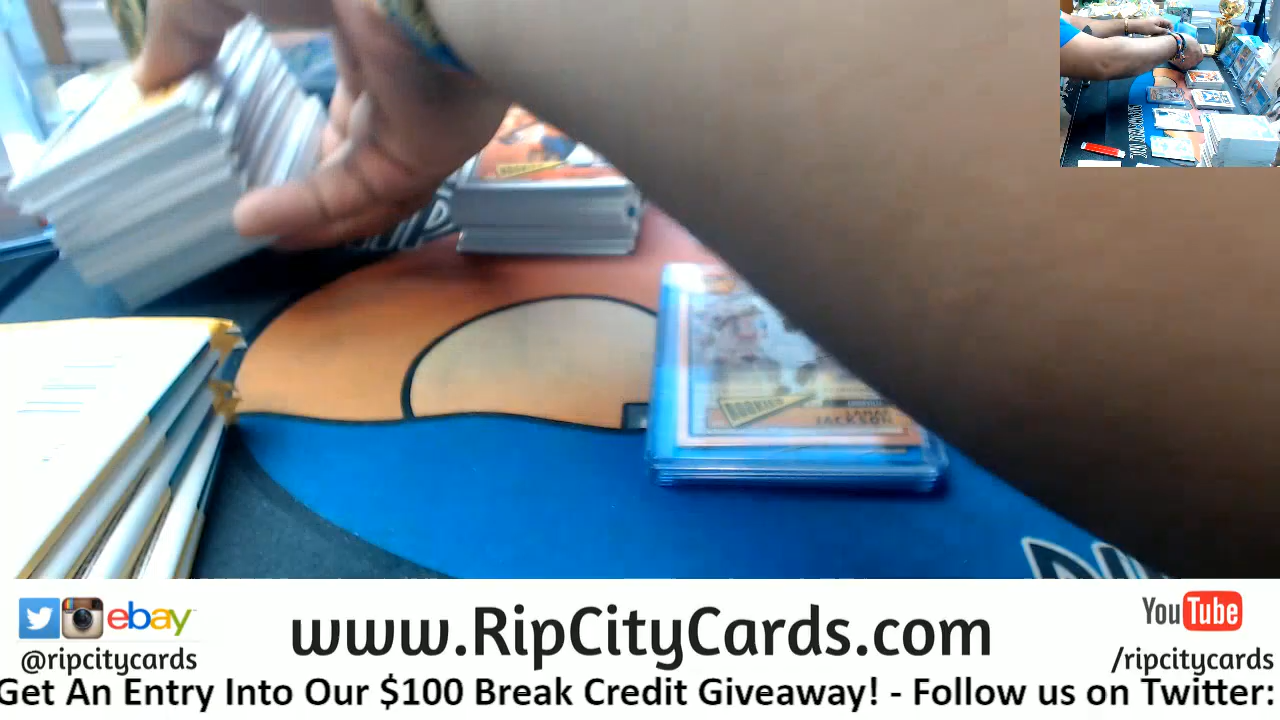 ROOKIES
ROOKIES
LAMAR
JACKSON
ebay
@ripcitycards
www.RipCityCards.com
YouTube
/ripcitycards
Get An Entry Into Our $100 Break Credit Giveaway! - Follow us on Twitter: